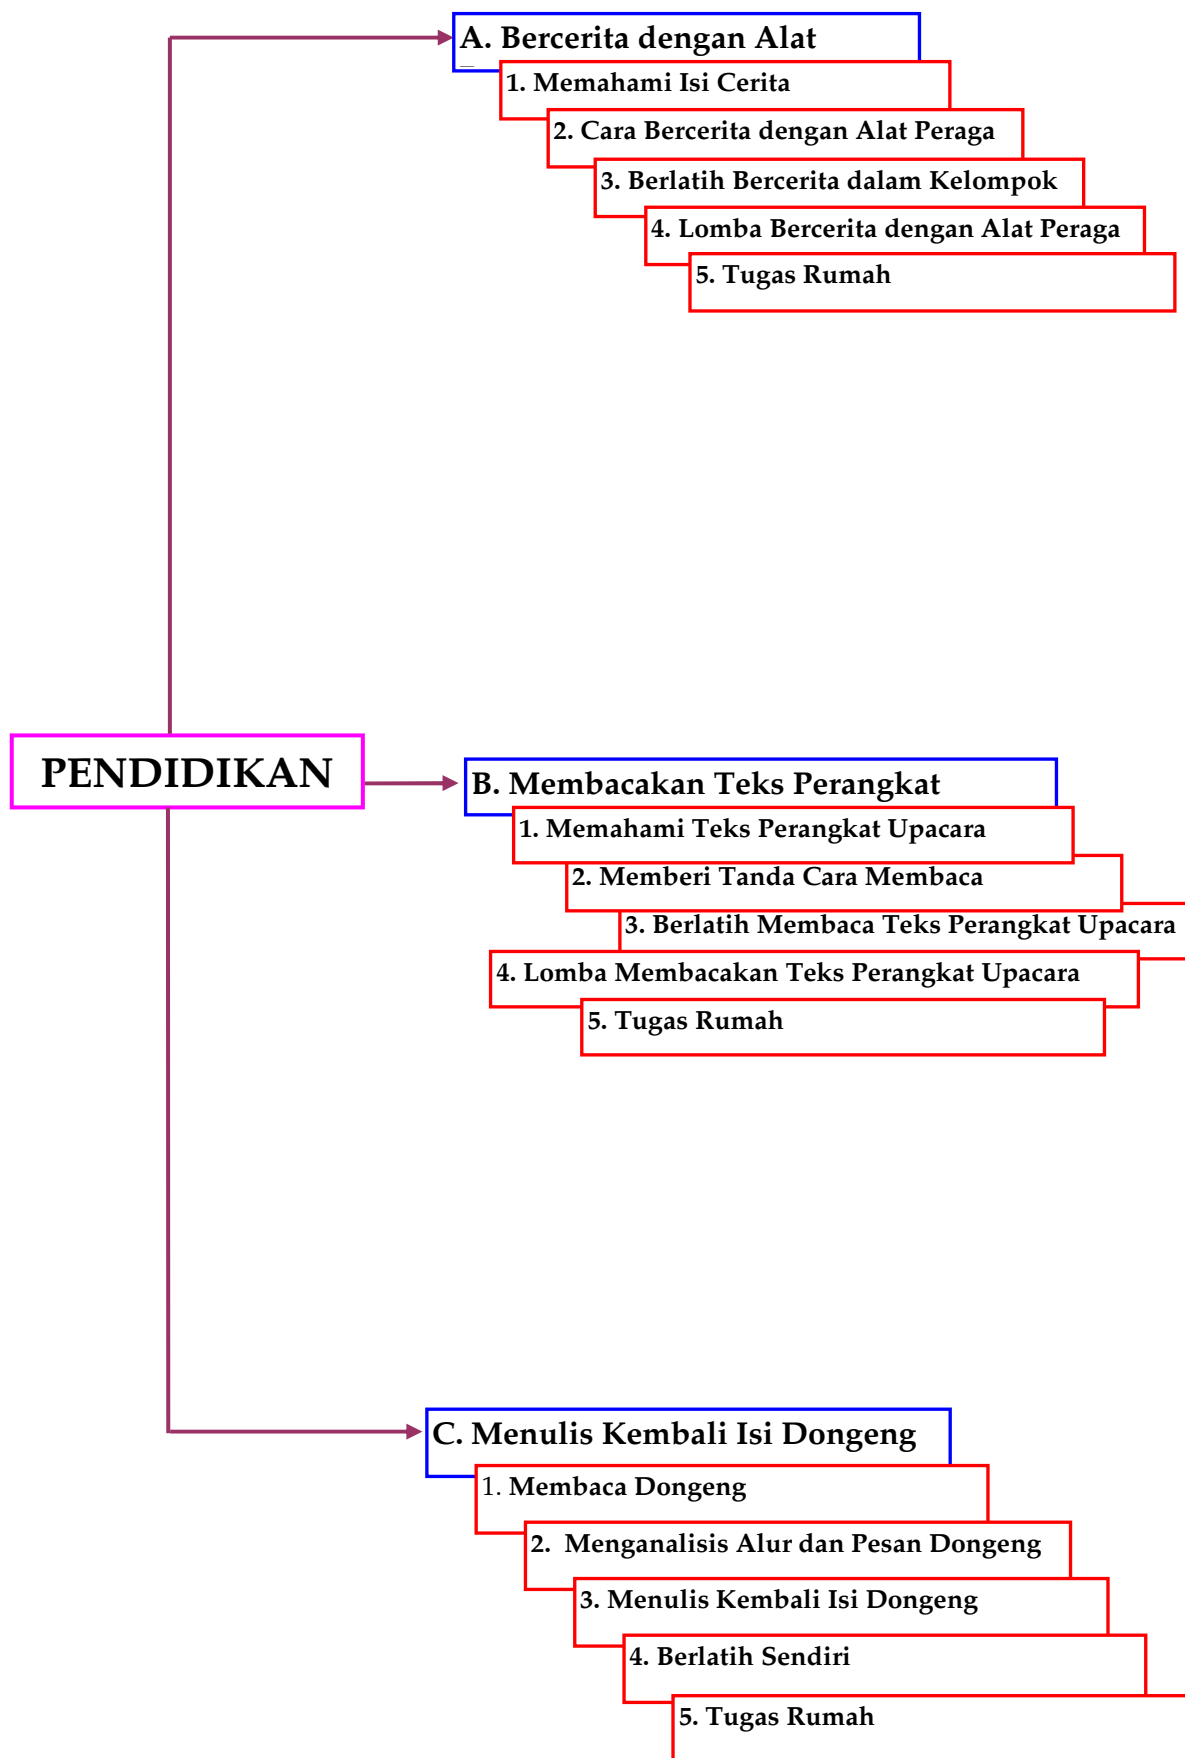 A. Bercerita dengan Alat
1. Memahami Isi Cerita
2. Cara Bercerita dengan Alat Peraga
3. Berlatih Bercerita dalam Kelompok
4. Lomba Bercerita dengan Alat Peraga
5. Tugas Rumah
PENDIDIKAN
B. Membacakan Teks Perangkat
1. Memahami Teks Perangkat Upacara
2. Memberi Tanda Cara Membaca
3. Berlatih Membaca Teks Perangkat Upacara
4. Lomba Membacakan Teks Perangkat Upacara
5. Tugas Rumah
C. Menulis Kembali Isi Dongeng
1. Membaca Dongeng
2. Menganalisis Alur dan Pesan Dongeng
3. Menulis Kembali Isi Dongeng
4. Berlatih Sendiri
5. Tugas Rumah